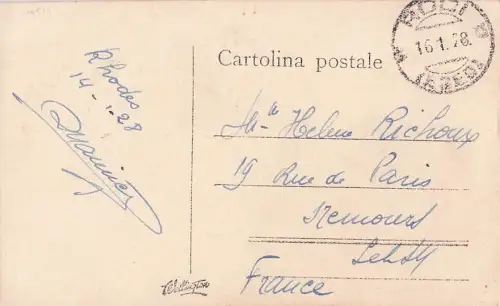 Cartolina postale
RODI
16.1.28.
(EGEO)
Rhodes
14-1-28
Mlle Helene Richoux
19 Rue de Paris
Nemours
France
Wellington